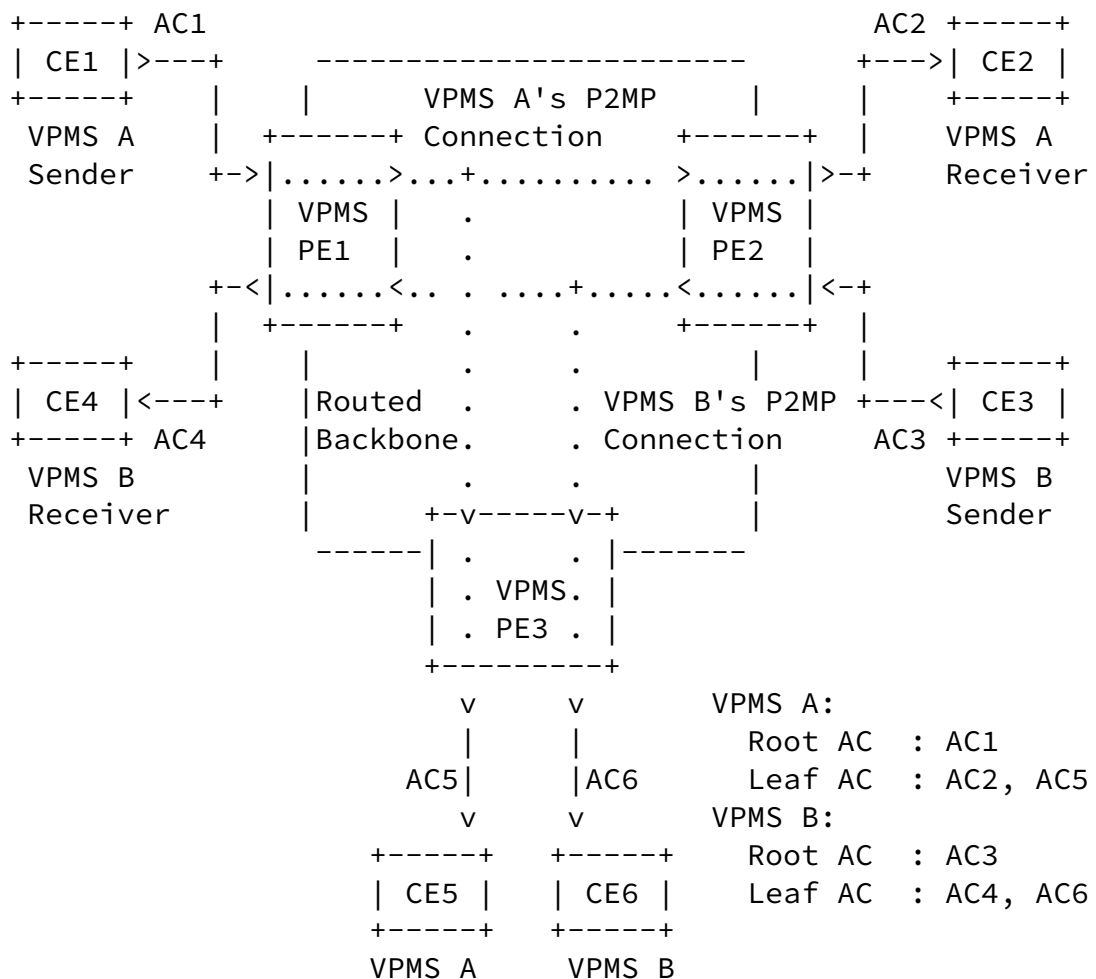 +-----+ AC1                                         AC2 +-----+
| CE1 |>---+     ------------------------      +--->| CE2 |
+-----+    |    |      VPMS A's P2MP     |     |    +-----+
 VPMS A    |  +------+ Connection    +------+  |    VPMS A
 Sender    +->|......>...+.......... >......|>-+    Receiver
              | VPMS |   .           | VPMS |
              | PE1  |   .           | PE2  |
           +-<|......<.. . ....+.....<......|<-+
           |  +------+   .     .     +------+  |
+-----+    |    |        .     .         |     |    +-----+
| CE4 |<---+    |Routed  .     . VPMS B's P2MP +---<| CE3 |
+-----+ AC4     |Backbone.     . Connection     AC3 +-----+
 VPMS B         |        .     .         |          VPMS B
 Receiver       |      +-v-----v-+       |          Sender
                 ------| .     . |-------
                       | . VPMS. |
                       | . PE3 . |
                       +---------+
                         v     v       VPMS A:
                         |     |         Root AC  : AC1
                      AC5|     |AC6      Leaf AC  : AC2, AC5
                         v     v       VPMS B:
                    +-----+   +-----+    Root AC  : AC3
                    | CE5 |   | CE6 |    Leaf AC  : AC4, AC6
                    +-----+   +-----+
                    VPMS A     VPMS B